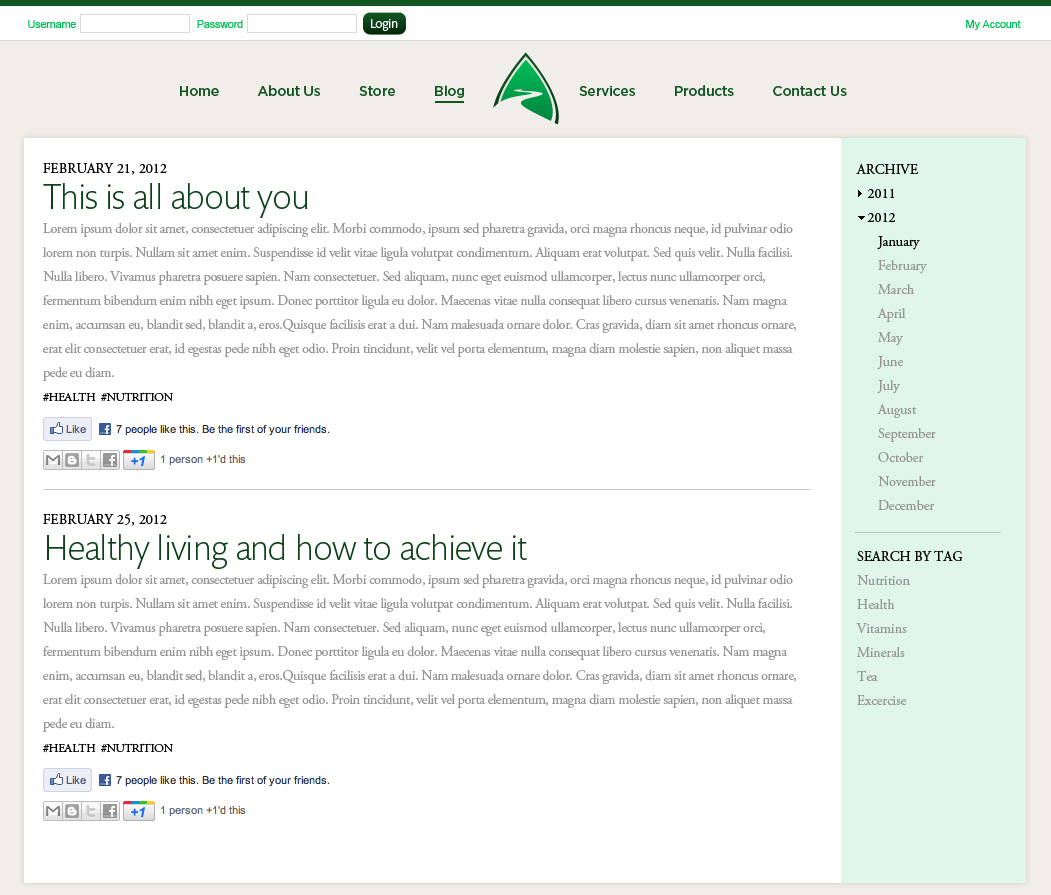 Username Password Login My Account
Home About Us Store Blog Services Products Contact Us
FEBRUARY 21, 2012
This is all about you
Lorem ipsum dolor sit amet, consectetuer adipiscing elit. Morbi commodo, ipsum sed pharetra gravida, orci magna rhoncus neque, id pulvinar odio
lorem non turpis. Nullam sit amet enim. Suspendisse id velit vitae ligula volutpat condimentum. Aliquam erat volutpat. Sed quis velit. Nulla facilisi.
Nulla libero. Vivamus pharetra posuere sapien. Nam consectetuer. Sed aliquam, nunc eget euismod ullamcorper, lectus nunc ullamcorper orci,
fermentum bibendum enim nibh eget ipsum. Donec porttitor ligula eu dolor. Maecenas vitae nulla consequat libero cursus venenatis. Nam magna
enim, accumsan eu, blandit sed, blandit a, eros.Quisque facilisis erat a dui. Nam malesuada ornare dolor. Cras gravida, diam sit amet rhoncus ornare,
erat elit consectetuer erat, id egestas pede nibh eget odio. Proin tincidunt, velit vel porta elementum, magna diam molestie sapien, non aliquet massa
pede eu diam.
#HEALTH #NUTRITION
Like 7 people like this. Be the first of your friends.
+1 1 person +1'd this
FEBRUARY 25, 2012
Healthy living and how to achieve it
Lorem ipsum dolor sit amet, consectetuer adipiscing elit. Morbi commodo, ipsum sed pharetra gravida, orci magna rhoncus neque, id pulvinar odio
lorem non turpis. Nullam sit amet enim. Suspendisse id velit vitae ligula volutpat condimentum. Aliquam erat volutpat. Sed quis velit. Nulla facilisi.
Nulla libero. Vivamus pharetra posuere sapien. Nam consectetuer. Sed aliquam, nunc eget euismod ullamcorper, lectus nunc ullamcorper orci,
fermentum bibendum enim nibh eget ipsum. Donec porttitor ligula eu dolor. Maecenas vitae nulla consequat libero cursus venenatis. Nam magna
enim, accumsan eu, blandit sed, blandit a, eros.Quisque facilisis erat a dui. Nam malesuada ornare dolor. Cras gravida, diam sit amet rhoncus ornare,
erat elit consectetuer erat, id egestas pede nibh eget odio. Proin tincidunt, velit vel porta elementum, magna diam molestie sapien, non aliquet massa
pede eu diam.
#HEALTH #NUTRITION
Like 7 people like this. Be the first of your friends.
+1 1 person +1'd this
ARCHIVE
2011
2012
January
February
March
April
May
June
July
August
September
October
November
December
SEARCH BY TAG
Nutrition
Health
Vitamins
Minerals
Tea
Excercise